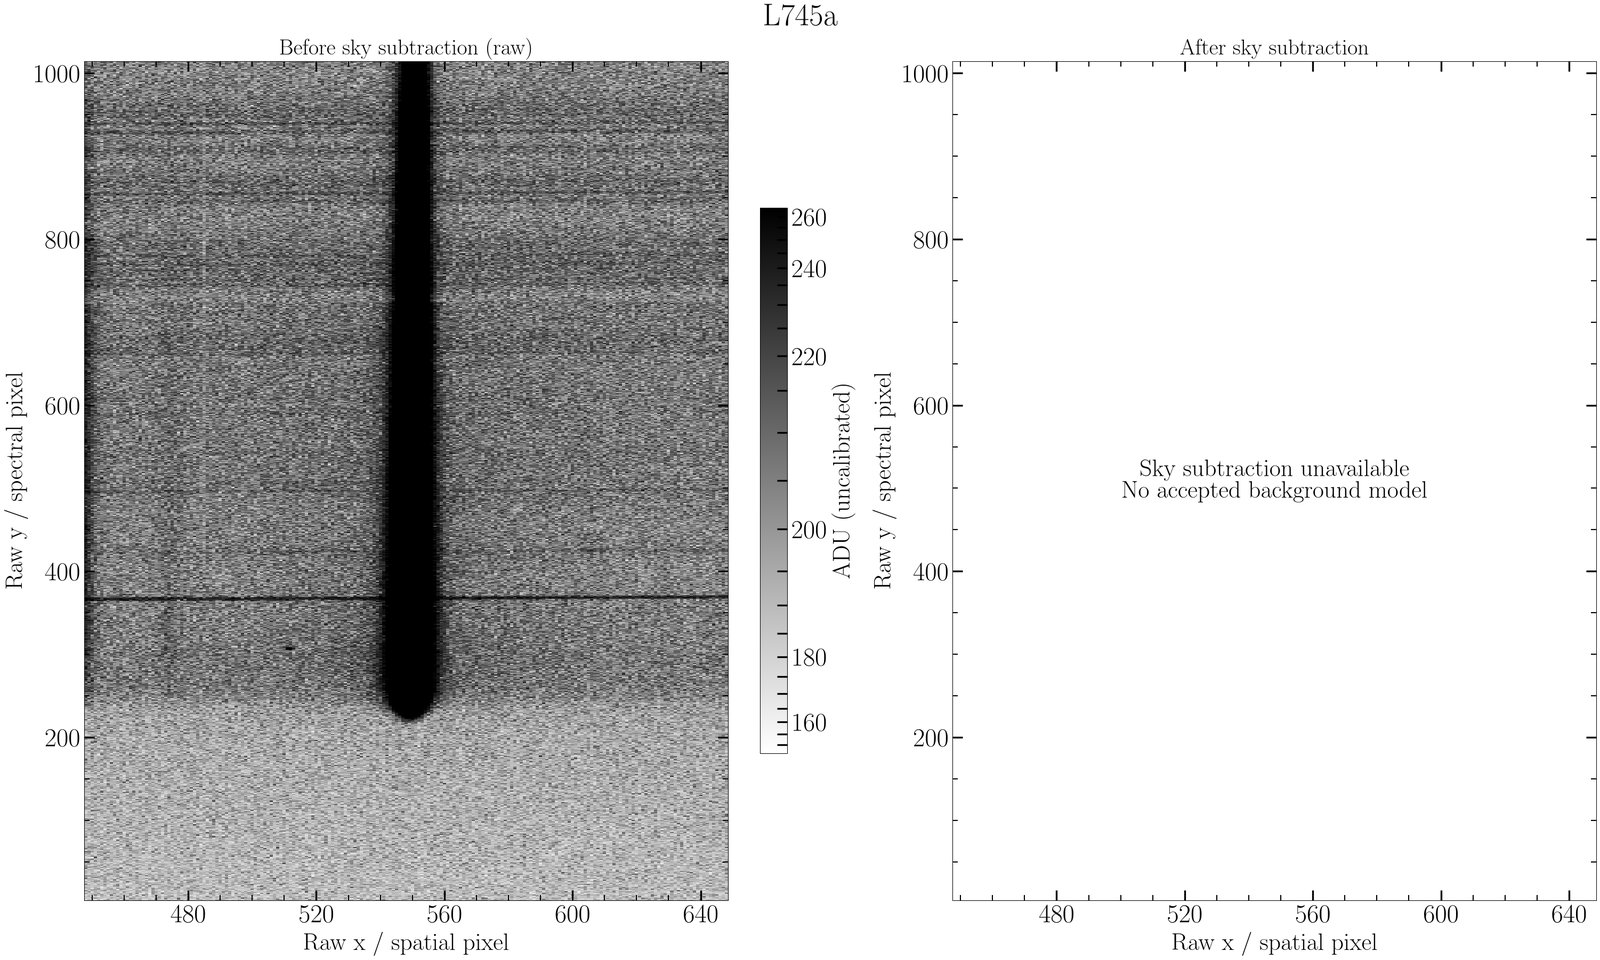 L745a
Before sky subtraction (raw)
1000
800
600
400
200
480
520
560
600
640
Raw x / spatial pixel
Raw y / spectral pixel
260
240
220
200
180
160
ADU (uncalibrated)
After sky subtraction
1000
800
600
400
200
Sky subtraction unavailable
No accepted background model
480
520
560
600
640
Raw x / spatial pixel
Raw y / spectral pixel